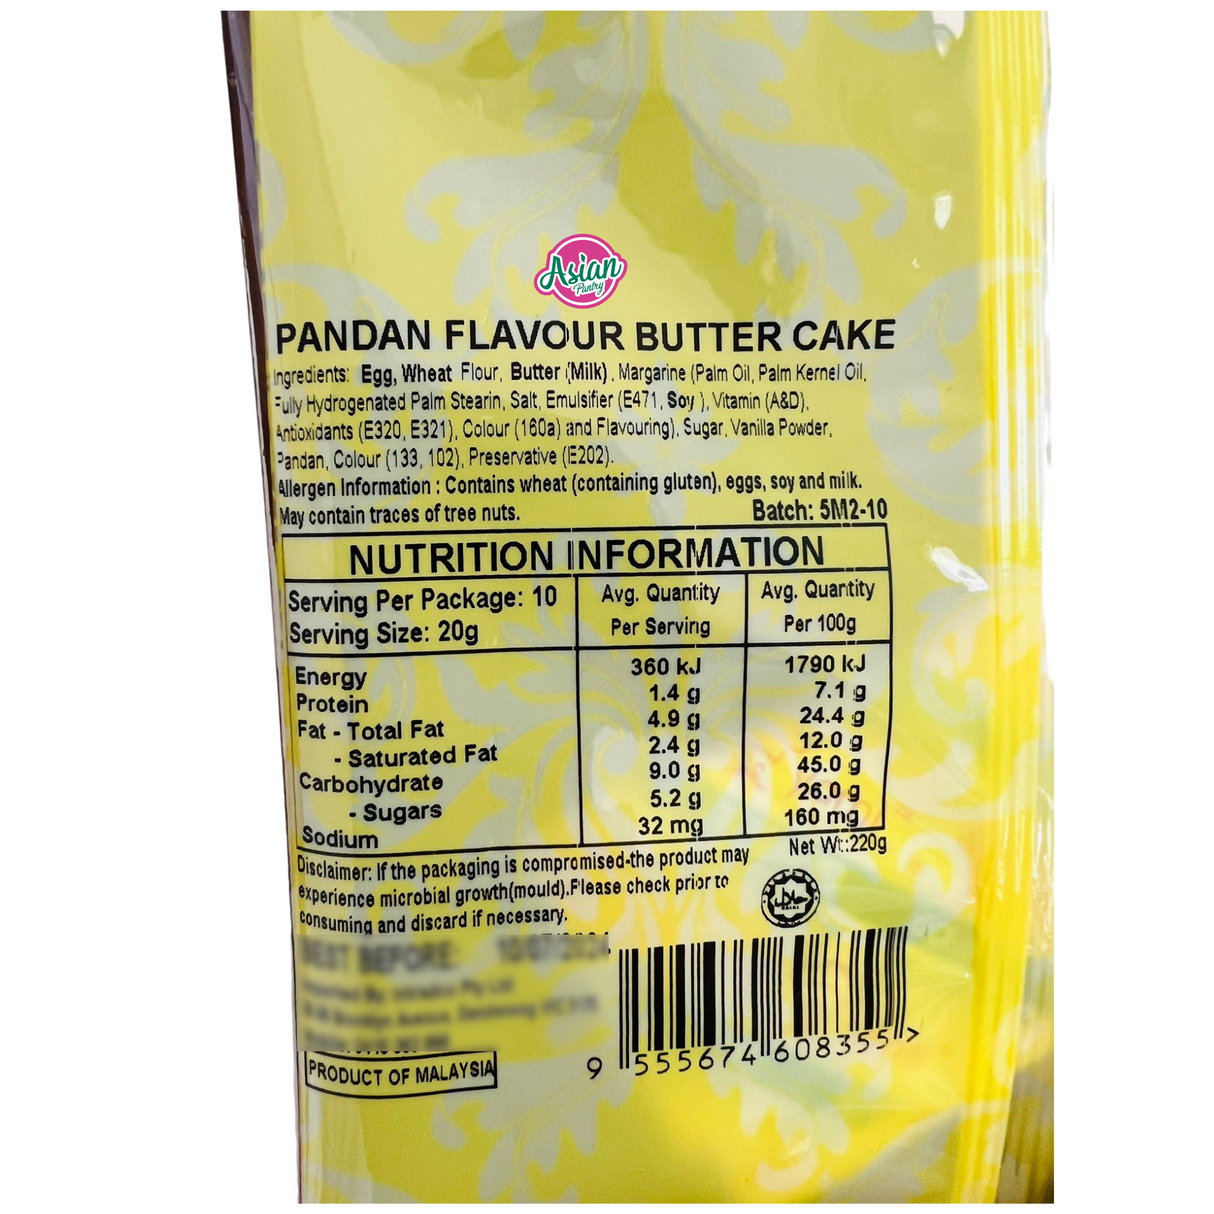 Asian
Pantry
PANDAN FLAVOUR BUTTER CAKE
Ingredients: Egg, Wheat Flour, Butter (Milk), Margarine (Palm Oil, Palm Kernel Oil,
Fully Hydrogenated Palm Stearin, Salt, Emulsifier (E471, Soy ), Vitamin (A&D),
Antioxidants (E320, E321), Colour (160a) and Flavouring), Sugar, Vanilla Powder,
Pandan, Colour (133, 102), Preservative (E202).
Allergen Information : Contains wheat (containing gluten), eggs, soy and milk.
May contain traces of tree nuts. Batch: 5M2-10
NUTRITION INFORMATION
Serving Per Package: 10 Avg. Quantity Avg. Quantity
Serving Size: 20g Per Serving Per 100g
Energy 360 kJ 1790 kJ
Protein 1.4 g 7.1 g
Fat - Total Fat 4.9 g 24.4 g
- Saturated Fat 2.4 g 12.0 g
Carbohydrate 9.0 g 45.0 g
- Sugars 5.2 g 26.0 g
Sodium 32 mg 160 mg
Disclaimer: If the packaging is compromised-the product may Net Wt.:220g
experience microbial growth(mould).Please check prior to
consuming and discard if necessary.
BEST BEFORE: 10/07/2024
PRODUCT OF MALAYSIA
9 555674 608355 >